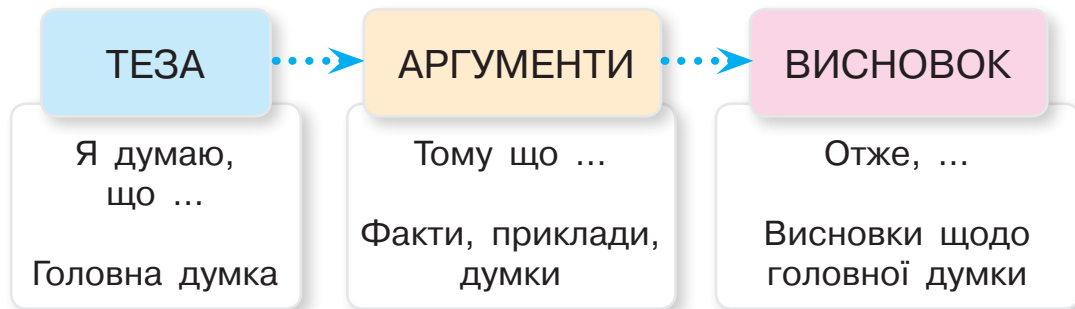 ТЕЗА
Я думаю,
що ...
Головна думка
АРГУМЕНТИ
Тому що ...
Факти, приклади,
думки
ВИСНОВОК
Отже, ...
Висновки щодо
головної думки